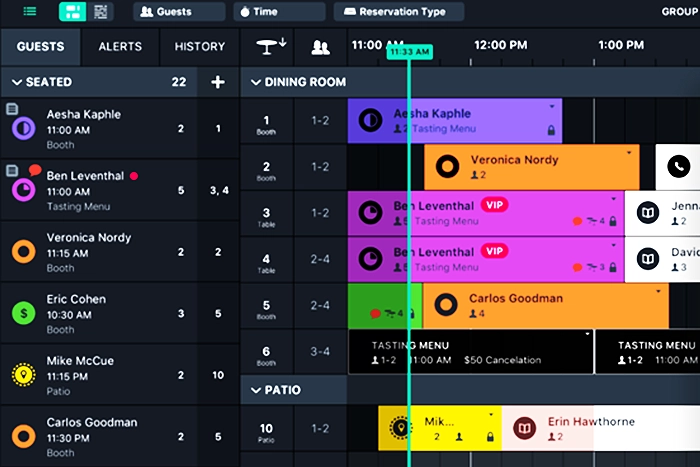 Guests Time Reservation Type GROUP
GUESTS ALERTS HISTORY 11:00 AM 12:00 PM 1:00 PM
11:33 AM
SEATED 22 + DINING ROOM
Aesha Kaphle
11:00 AM 2 1
Booth
1 1-2
Booth
Aesha Kaphle
2 Tasting Menu
Ben Leventhal
11:00 AM 5 3, 4
Tasting Menu
2 1-2
Booth
Veronica Nordy
2
3 1-2
Table
Ben Leventhal VIP
5 Tasting Menu 4
Jenna
2
Veronica Nordy
11:15 AM 2 2
Booth
4 2-4
Table
Ben Leventhal VIP
5 Tasting Menu 3
David
3
Eric Cohen
10:30 AM 3 5
Booth
$
5 2-4
Booth
4
Carlos Goodman
4
6 3-4
Booth
TASTING MENU
1-2 11:00 AM $50 Cancelation
TASTING MENU
1-2 11:00 AM
Mike McCue
11:15 PM 2 10
Patio
PATIO
Carlos Goodman
11:30 PM 2 5
Booth
10 1-2
Patio
Mik...
2
Erin Hawthorne
2